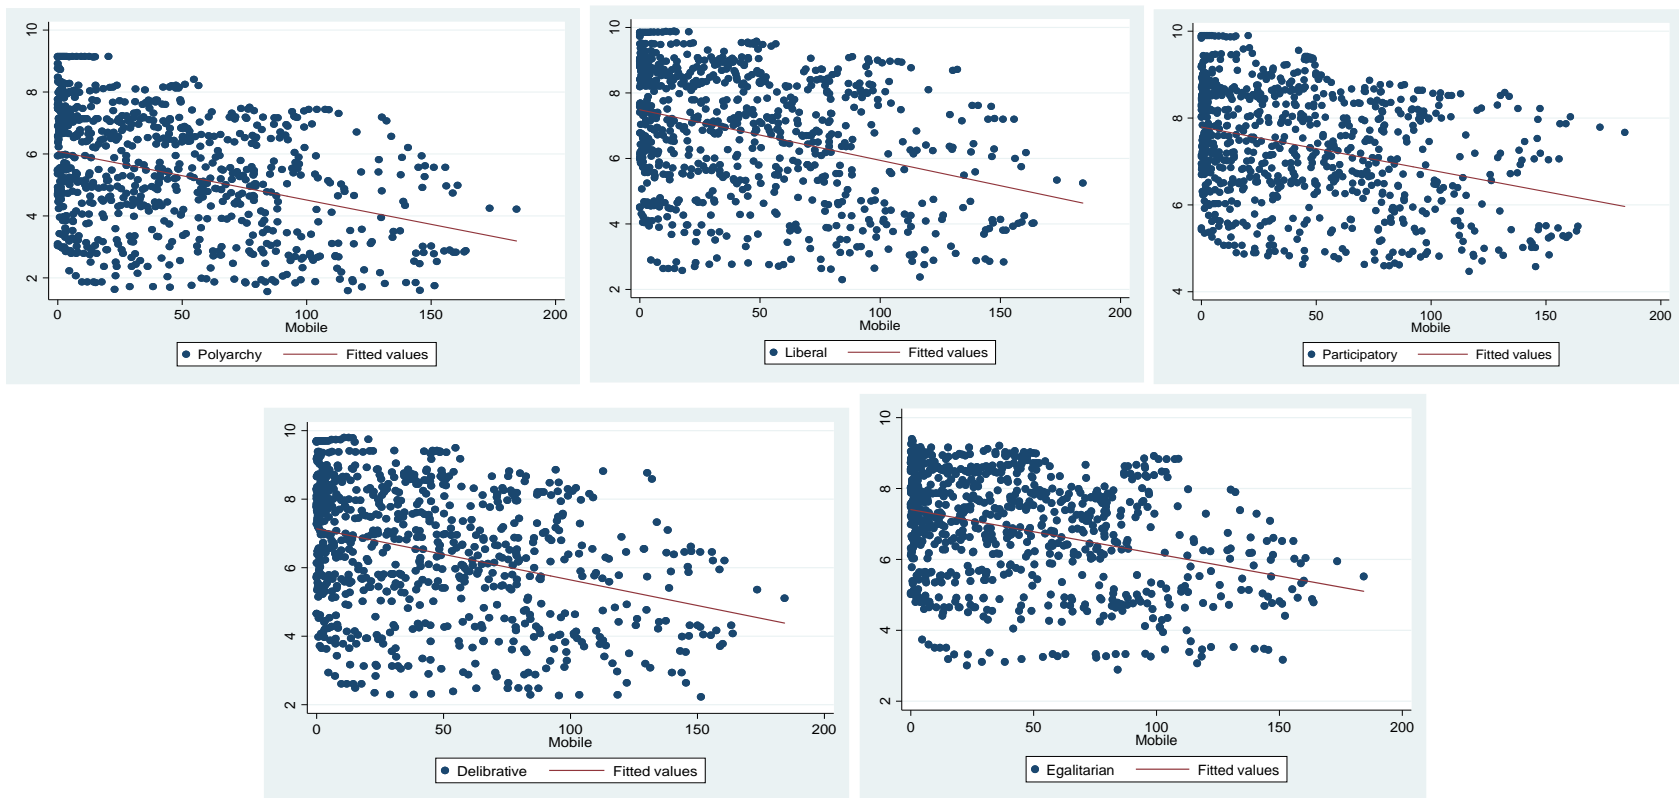 10
8
6
4
2
0 50 100 150 200
Mobile
Polyarchy Fitted values
10
8
6
4
2
0 50 100 150 200
Mobile
Liberal Fitted values
10
8
6
4
0 50 100 150 200
Mobile
Participatory Fitted values
10
8
6
4
2
0 50 100 150 200
Mobile
Delibrative Fitted values
10
8
6
4
2
0 50 100 150 200
Mobile
Egalitarian Fitted values